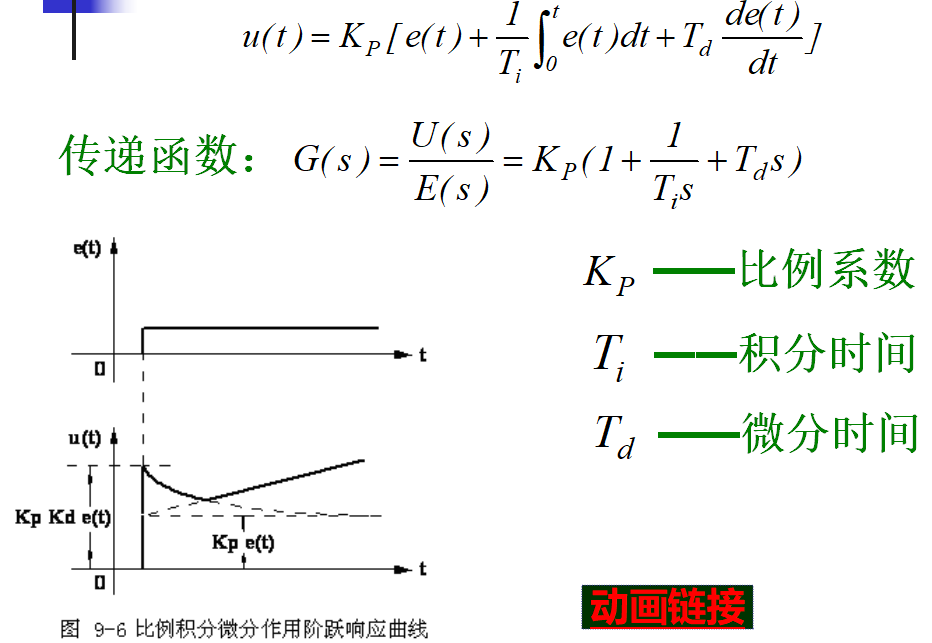 u(t) = K_P [ e(t) + \frac{1}{T_i} \int_0^t e(t)dt + T_d \frac{de(t)}{dt} ]
传递函数： G(s) = \frac{U(s)}{E(s)} = K_P (1 + \frac{1}{T_i s} + T_d s)
e(t)
0
t
K_P ——比例系数
T_i ——积分时间
T_d ——微分时间
u(t)
Kp Kd e(t)
Kp e(t)
0
t
图 9-6 比例积分微分作用阶跃响应曲线
动画链接